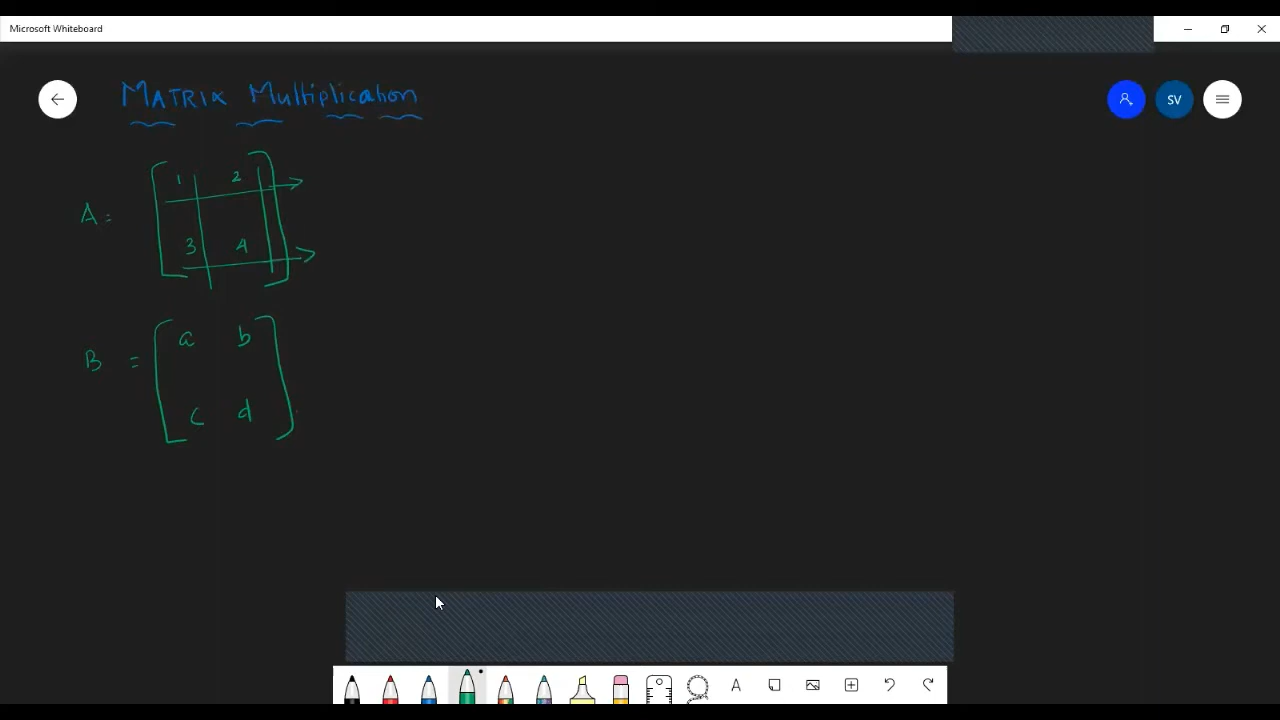 Microsoft Whiteboard
MATRIX Multiplication
SV
1 2
A =
3 4
a b
B =
c d
A